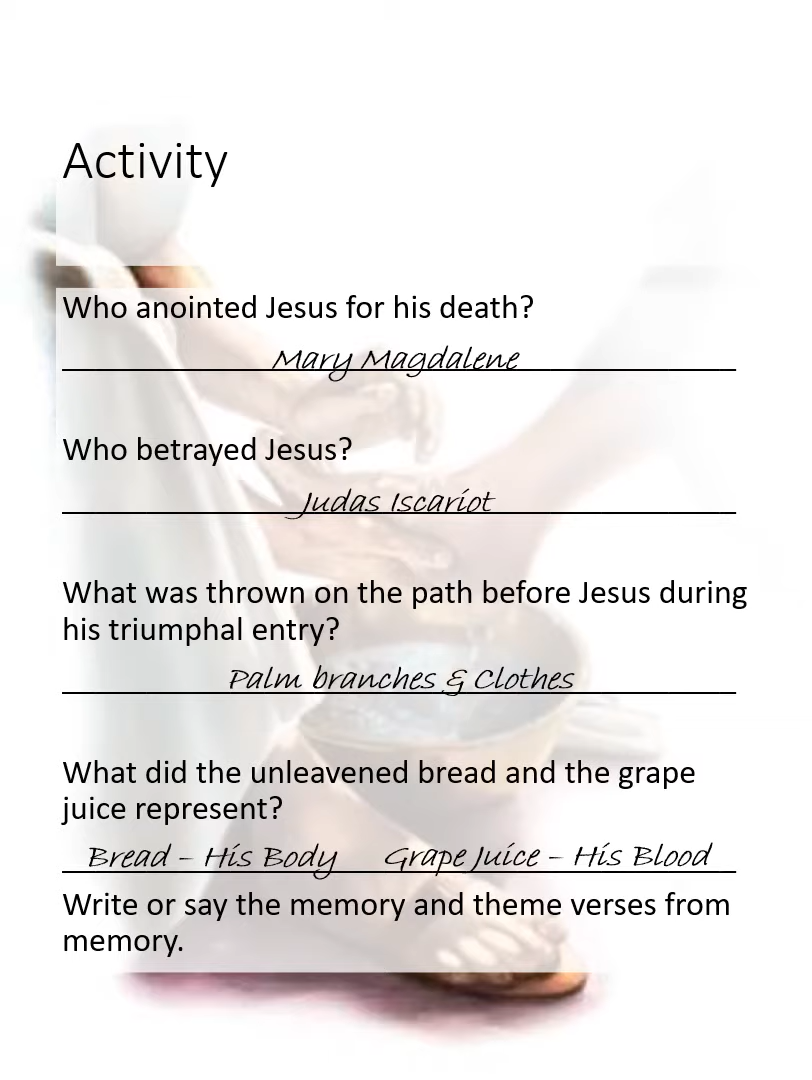 Activity
Who anointed Jesus for his death?
Mary Magdalene
Who betrayed Jesus?
Judas Iscariot
What was thrown on the path before Jesus during
his triumphal entry?
Palm branches & Clothes
What did the unleavened bread and the grape
juice represent?
Bread – His Body Grape Juice – His Blood
Write or say the memory and theme verses from
memory.